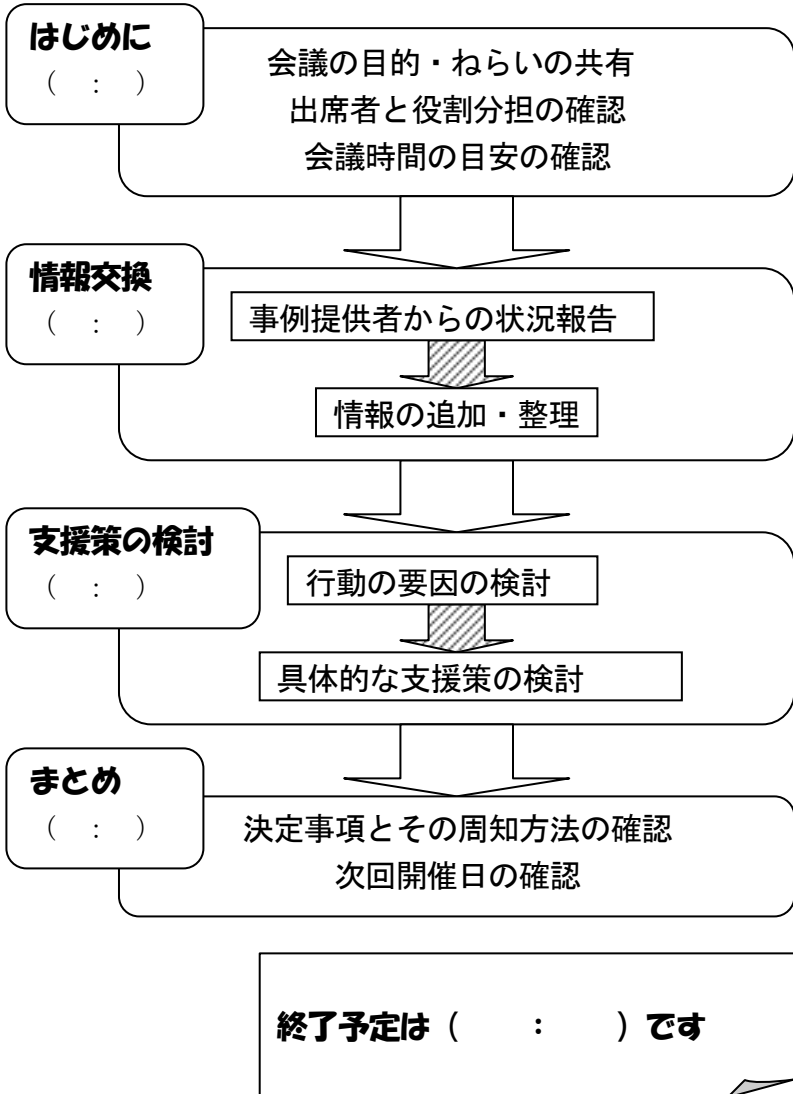 はじめに
（　：　）
会議の目的・ねらいの共有
出席者と役割分担の確認
会議時間の目安の確認
情報交換
（　：　）
事例提供者からの状況報告
情報の追加・整理
支援策の検討
（　：　）
行動の要因の検討
具体的な支援策の検討
まとめ
（　：　）
決定事項とその周知方法の確認
次回開催日の確認
終了予定は（　　：　　）です